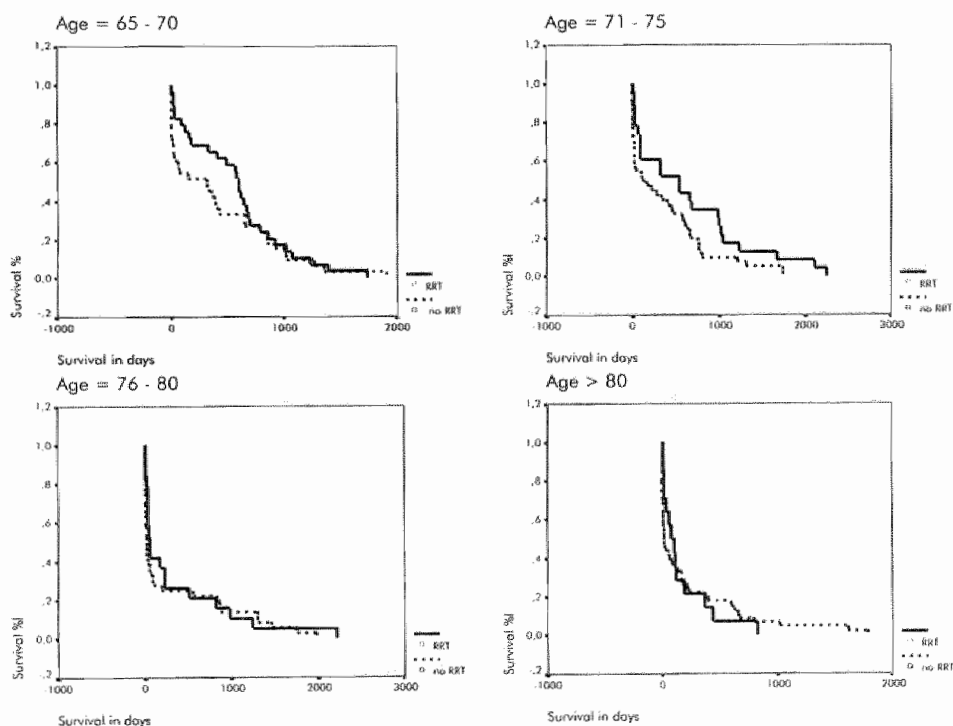 Age = 65 - 70
1,2
1,0
,8
,6
,4
,2
0,0
-,2
-1000
0
1000
2000
Survival %
Survival in days
RRT
no RRT
Age = 71 - 75
1,2
1,0
,8
,6
,4
,2
0,0
-,2
-1000
0
1000
2000
3000
Survival %l
Survival in days
RRT
no RRT
Age = 76 - 80
1,2
1,0
,8
,6
,4
,2
0,0
-,2
-1000
0
1000
2000
3000
Survival %l
Survival in days
RRT
no RRT
Age > 80
1,2
1,0
,8
,6
,4
,2
0,0
-,2
-1000
0
1000
2000
Survival %l
Survival in days
RRT
no RRT